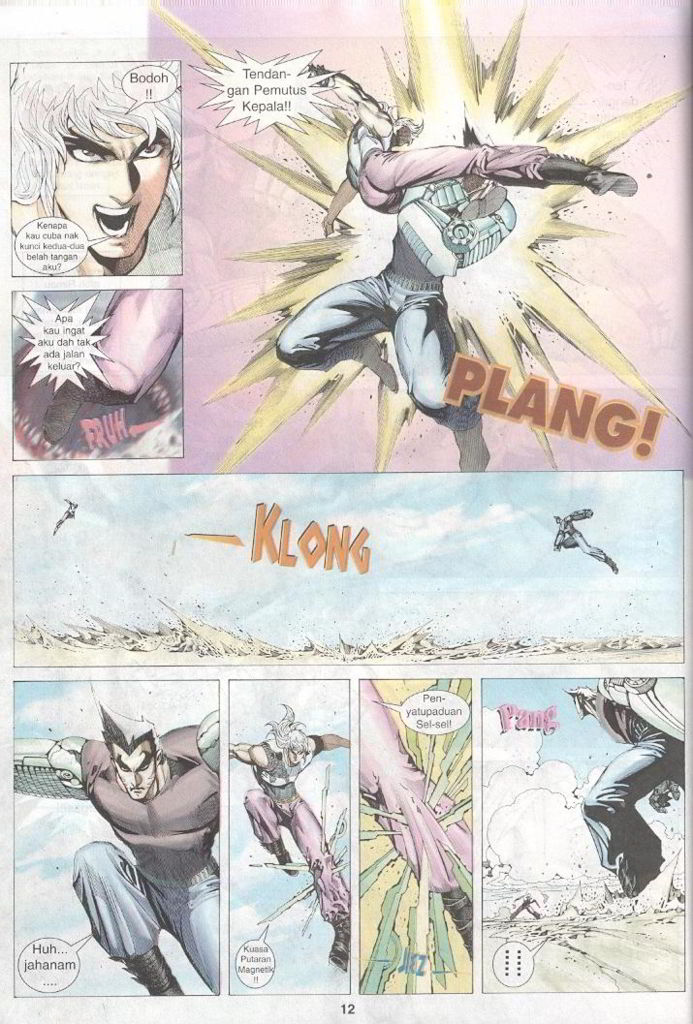 Bodoh
!!
Kenapa
kau cuba nak
kunci kedua-dua
belah tangan
aku?
Tendan-
gan Pemutus
Kepala!!
Apa
kau ingat
aku dah tak
ada jalan
keluar?
FRUH
PLANG!
KLONG
Huh...
jahanam
....
Kuasa
Putaran
Magnetik
!!
Pen-
yatupaduan
Sel-sel!
Pang
!!
12